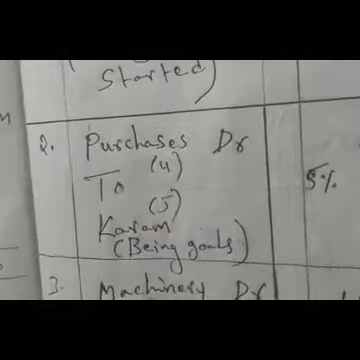 Started)
2. Purchases Dr
(4)
To 5%
(5)
Karam
(Being goods)
3. Machinery Dr